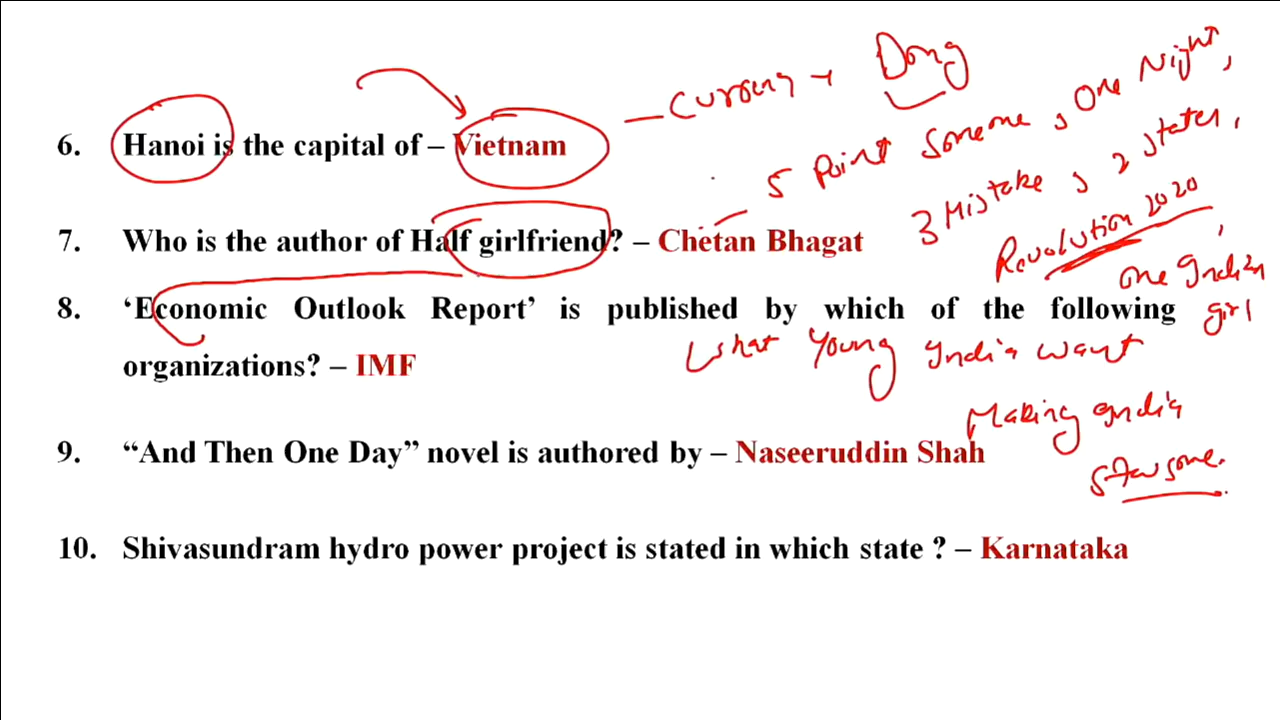 6. Hanoi is the capital of – Vietnam
– Currency → Dong
7. Who is the author of Half girlfriend? – Chetan Bhagat
5 Point Someone, One Night,
3 Mistake, 2 States,
Revolution 2020,
One Indian
girl
What Young India Want
Making India
Awesome.
8. ‘Economic Outlook Report’ is published by which of the following
organizations? – IMF
9. “And Then One Day” novel is authored by – Naseeruddin Shah
10. Shivasundram hydro power project is stated in which state ? – Karnataka